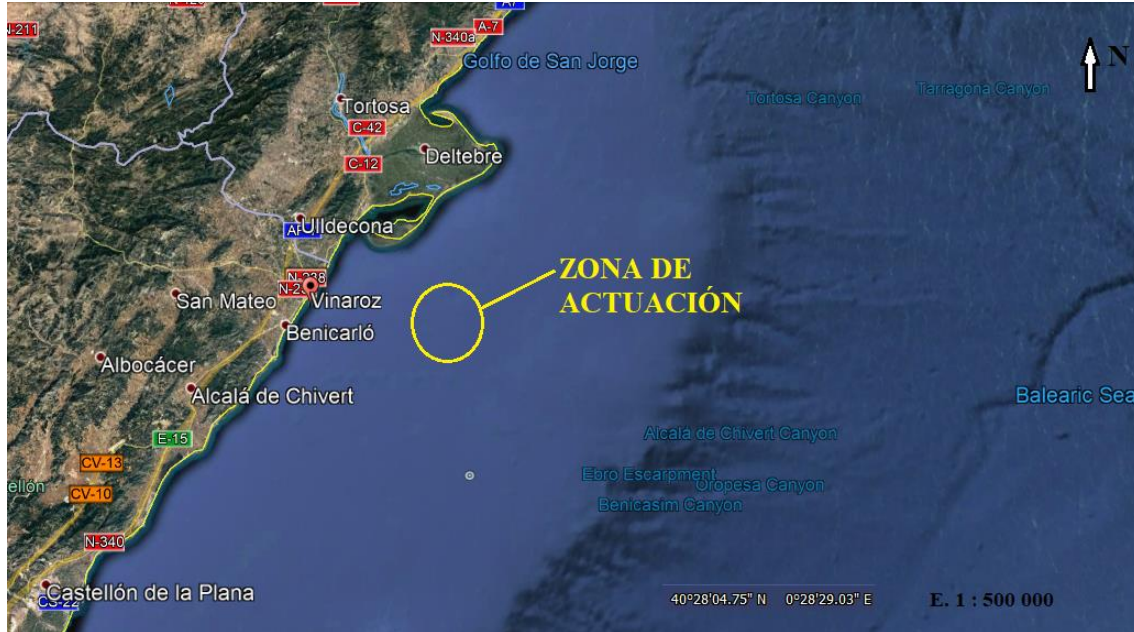 N-211
A7
A-7
N-340a
Golfo de San Jorge
N
Tortosa Canyon
Tarragona Canyon
Tortosa
C-42
Deltebre
C-12
Ulldecona
ZONA DE
ACTUACIÓN
N-238
San Mateo
Vinaroz
Benicarló
Albocácer
Alcalá de Chivert
Balearic Sea
E-15
Alcalá de Chivert Canyon
CV-13
Ebro Escarpment
Oropesa Canyon
CV-10
Benicasim Canyon
N-340
Castellón de la Plana
CS-22
40°28'04.75" N 0°28'29.03" E
E. 1 : 500 000